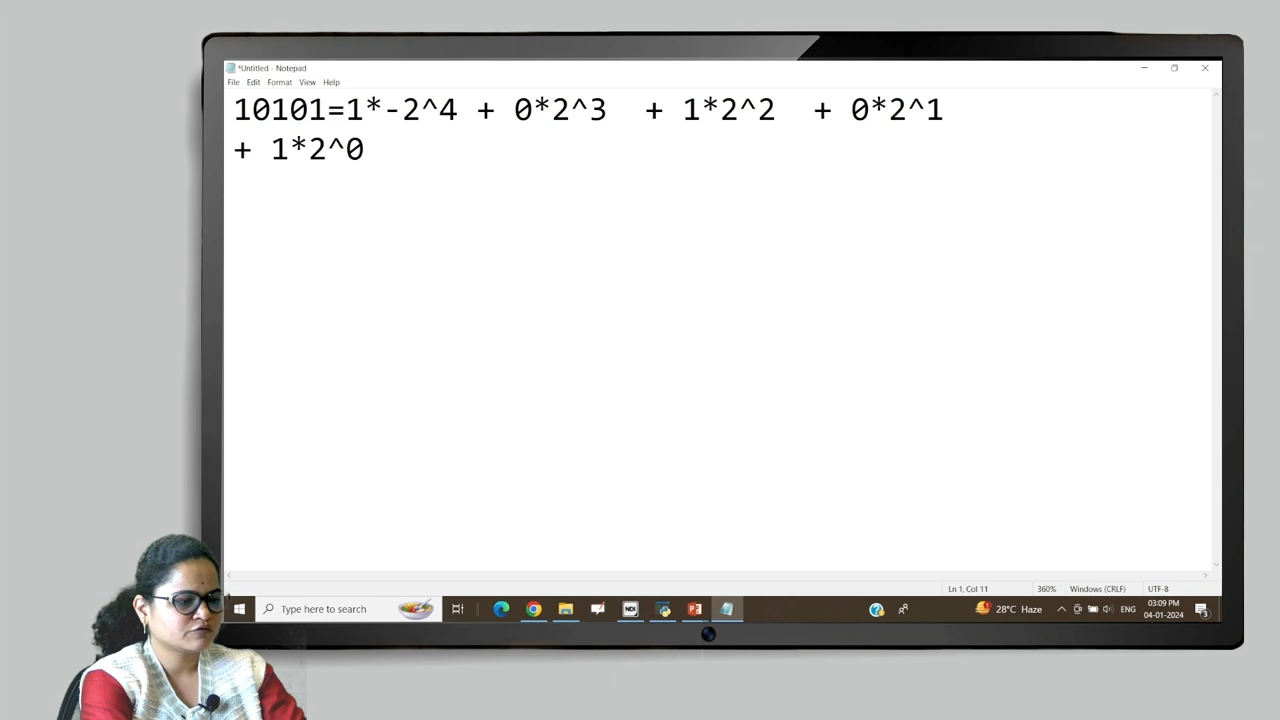 *Untitled - Notepad
File Edit Format View Help
10101=1*-2^4 + 0*2^3  + 1*2^2  + 0*2^1
+ 1*2^0
Ln 1, Col 11 360% Windows (CRLF) UTF-8
Type here to search NDI 28°C Haze ENG 03:09 PM
04-01-2024 3